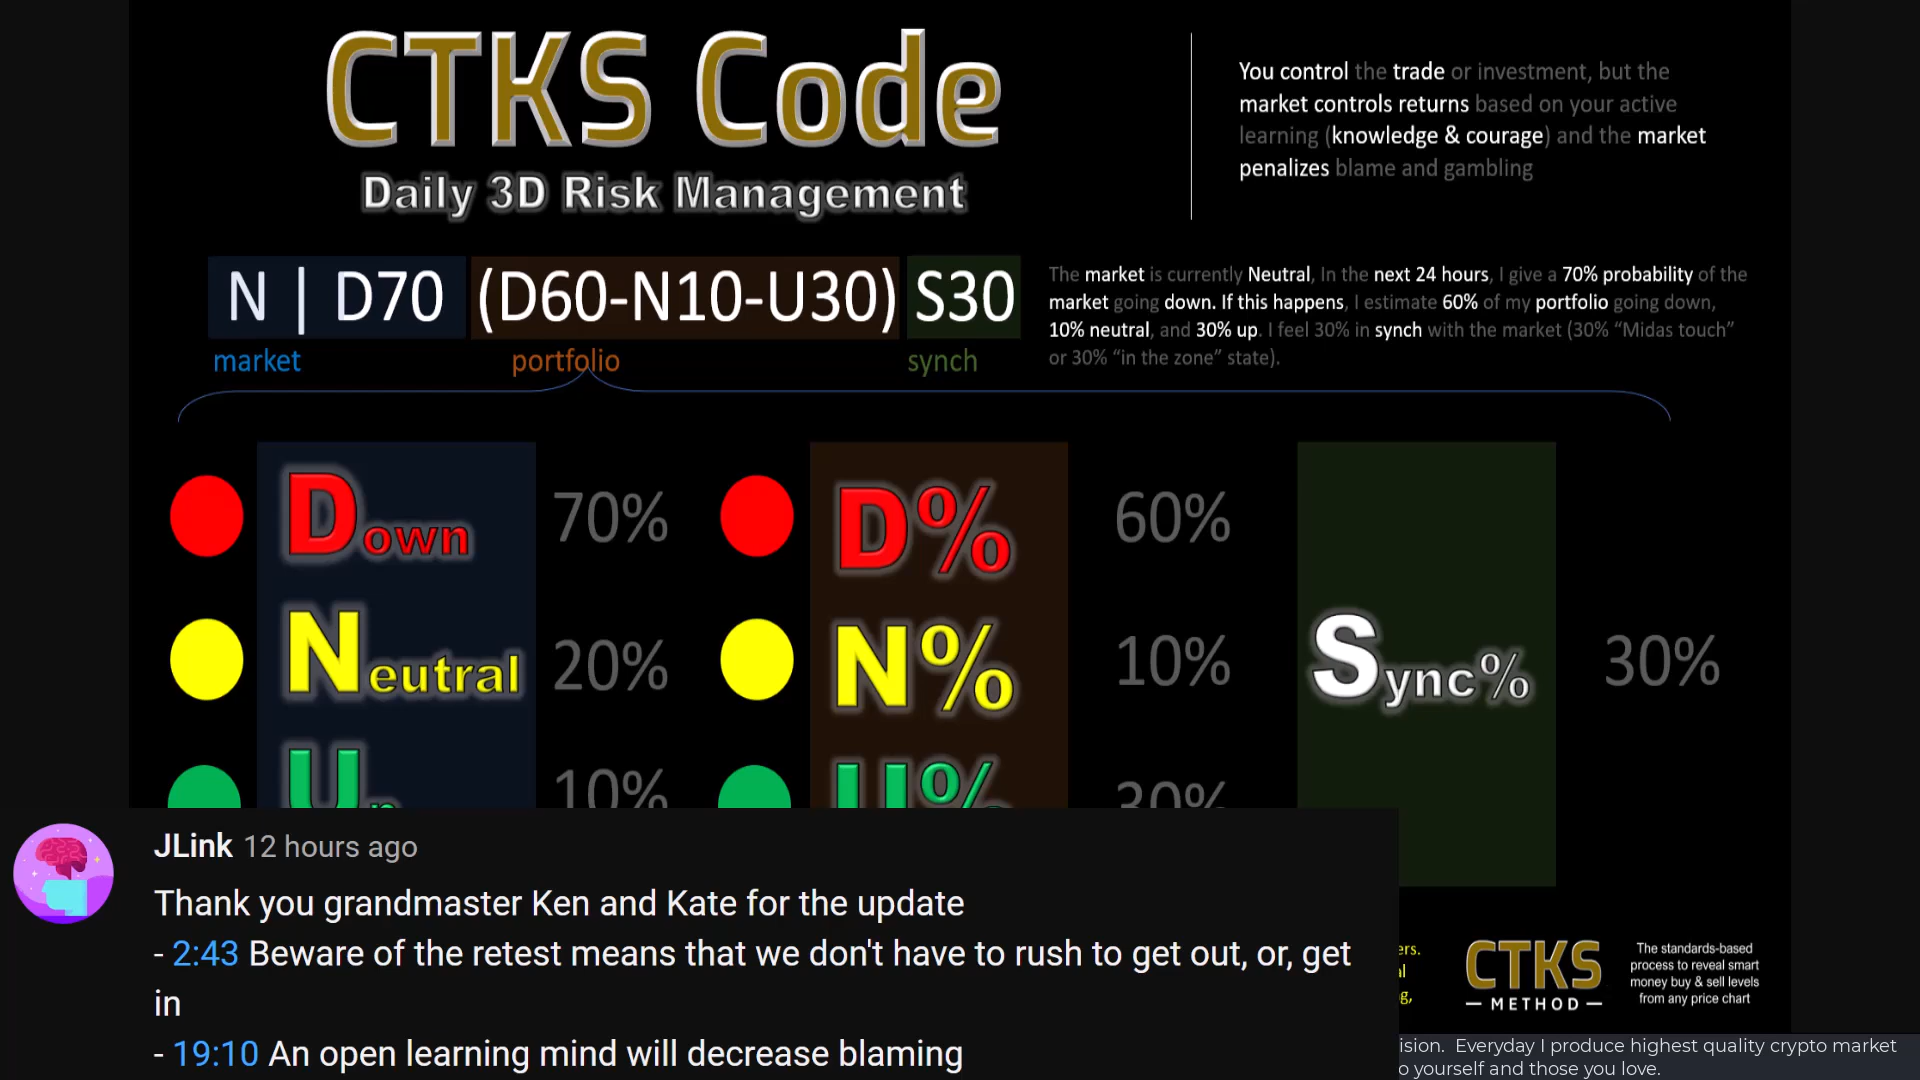 CTKS Code
Daily 3D Risk Management
You control the trade or investment, but the
market controls returns based on your active
learning (knowledge & courage) and the market
penalizes blame and gambling
N | D70 (D60-N10-U30) S30
market portfolio synch
The market is currently Neutral, In the next 24 hours, I give a 70% probability of the
market going down. If this happens, I estimate 60% of my portfolio going down,
10% neutral, and 30% up. I feel 30% in synch with the market (30% “Midas touch”
or 30% “in the zone” state).
Down 70% D% 60%
Neutral 20% N% 10% Sync% 30%
Up 10% U% 30%
JLink 12 hours ago
Thank you grandmaster Ken and Kate for the update
- 2:43 Beware of the retest means that we don't have to rush to get out, or, get
in
- 19:10 An open learning mind will decrease blaming
CTKS
METHOD
The standards-based
process to reveal smart
money buy & sell levels
from any price chart
Everyday I produce highest quality crypto market
yourself and those you love.